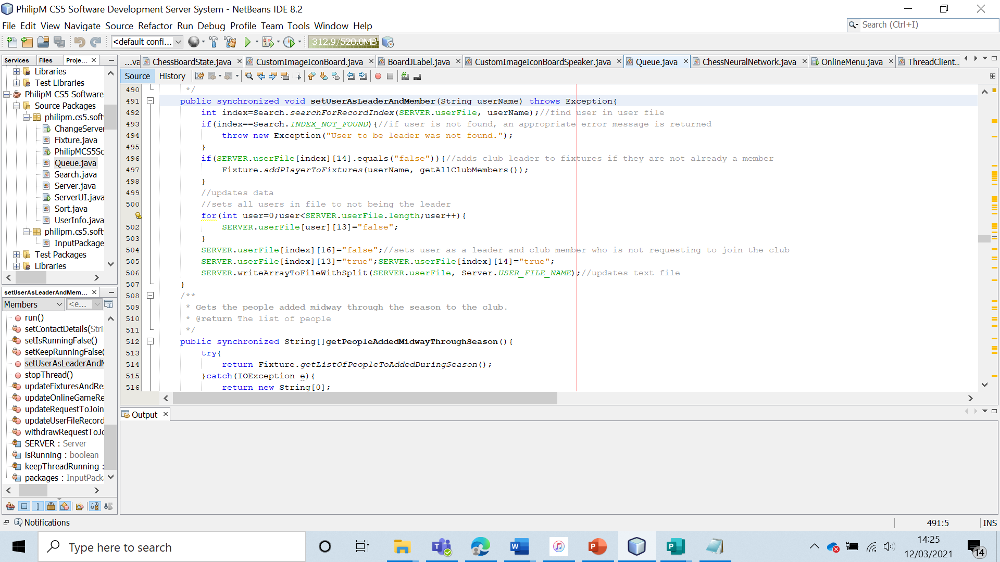 PhilipM CS5 Software Development Server System - NetBeans IDE 8.2
File Edit View Navigate Source Refactor Run Debug Profile Team Tools Window Help
Search (Ctrl+I)
<default confi...
312.9/520.0MB
Services Files Proje...
Libraries
Test Libraries
PhilipM CS5 Software
Source Packages
philipm.cs5.soft
ChangeServer
Fixture.java
PhilipMCS5Sc
Queue.java
Search.java
Server.java
ServerUI.java
Sort.java
UserInfo.java
philipm.cs5.soft
InputPackage
Test Packages
Libraries
setUserAsLeaderAndMem...
Members <e...
run()
setContactDetails(Stri
setIsRunningFalse()
setKeepRunningFalse(
setUserAsLeaderAndM
stopThread()
updateFixturesAndRe
updateOnlineGameRe
updateRequestToJoin
updateUserFileRecord
withdrawRequestToJo
SERVER : Server
isRunning : boolean
keepThreadRunning :
packages : InputPack
...va ChessBoardState.java CustomImageIconBoard.java BoardJLabel.java CustomImageIconBoardSpeaker.java Queue.java ChessNeuralNetwork.java OnlineMenu.java ThreadClient...
Source History
490 */
491 public synchronized void setUserAsLeaderAndMember(String userName) throws Exception{
492 int index=Search.searchForRecordIndex(SERVER.userFile, userName);//find user in user file
493 if(index==Search.INDEX_NOT_FOUND){//if user is not found, an appropriate error message is returned
494 throw new Exception("User to be leader was not found.");
495 }
496 if(SERVER.userFile[index][14].equals("false")){//adds club leader to fixtures if they are not already a member
497 Fixture.addPlayerToFixtures(userName, getAllClubMembers());
498 }
499 //updates data
500 //sets all users in file to not being the leader
for(int user=0;user<SERVER.userFile.length;user++){
502 SERVER.userFile[user][13]="false";
503 }
504 SERVER.userFile[index][16]="false";//sets user as a leader and club member who is not requesting to join the club
505 SERVER.userFile[index][13]="true";SERVER.userFile[index][14]="true";
506 SERVER.writeArrayToFileWithSplit(SERVER.userFile, Server.USER_FILE_NAME);//updates text file
507 }
508 /**
509 * Gets the people added midway through the season to the club.
510 * @return The list of people
511 */
512 public synchronized String[]getPeopleAddedMidwayThroughSeason(){
513 try{
514 return Fixture.getListOfPeopleToAddedDuringSeason();
515 }catch(IOException e){
516 return new String[0];
Output
Notifications
491:5 INS
Type here to search
14:25
12/03/2021
14